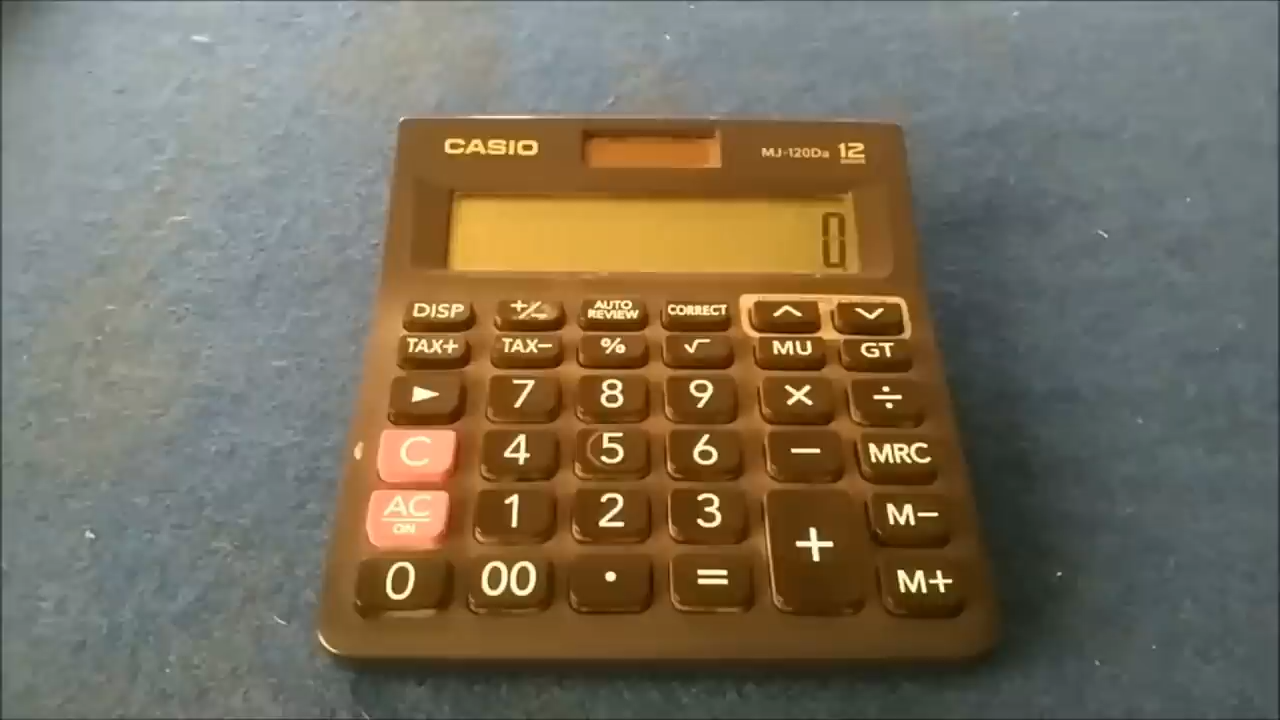 CASIO MJ-120Da 12
0
DISP +/− AUTO REVIEW CORRECT
TAX+ TAX− % √ MU GT
7 8 9 × ÷
C 4 5 6 − MRC
AC ON 1 2 3 + M−
0 00 . = M+